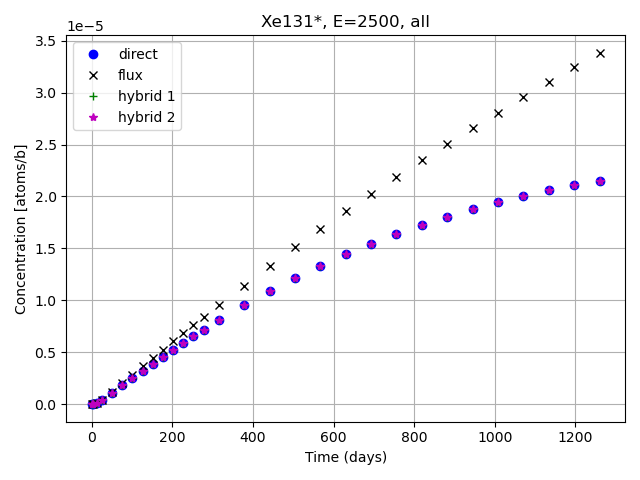 Xe131*, E=2500, all
1e−5
direct
flux
hybrid 1
hybrid 2
3.5
3.0
2.5
2.0
1.5
1.0
0.5
0.0
Concentration [atoms/b]
0 200 400 600 800 1000 1200
Time (days)